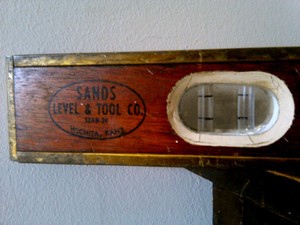 SANDS
LEVEL & TOOL CO.
WICHITA, KANS.